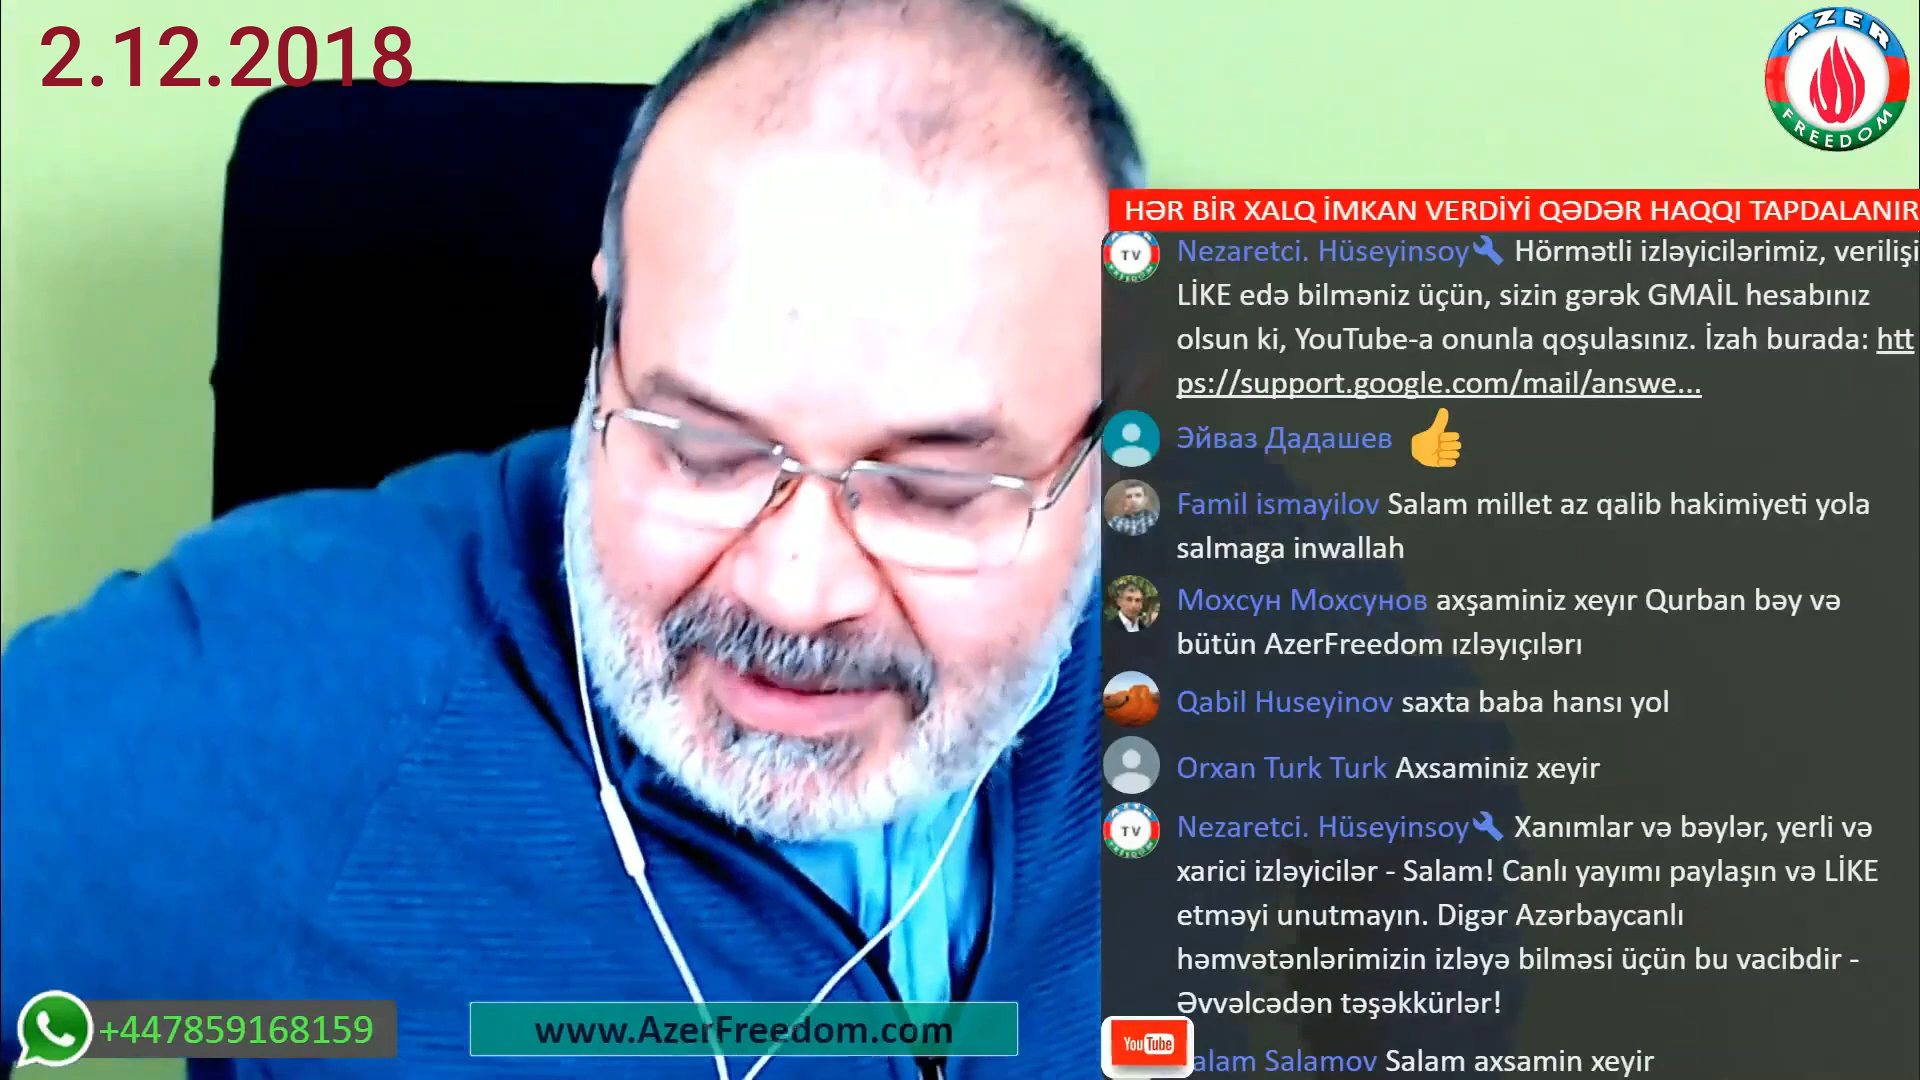 2.12.2018
AZER
FREEDOM
HƏR BİR XALQ İMKAN VERDİYİ QƏDƏR HAQQI TAPDALANIR
TV
Nezaretci. Hüseyinsoy Hörmətli izləyicilərimiz, verilişi
LİKE edə bilməniz üçün, sizin gərək GMAİL hesabınız
olsun ki, YouTube-a onunla qoşulasınız. İzah burada: htt
ps://support.google.com/mail/answe...
Эйваз Дадашев 👍
Famil ismayilov Salam millet az qalib hakimiyeti yola
salmaga inwallah
Мохсун Мохсунов axşaminiz xeyır Qurban bəy və
bütün AzerFreedom ızləyıçıləri
Qabil Huseyinov saxta baba hansı yol
Orxan Turk Turk Axsaminiz xeyir
TV
Nezaretci. Hüseyinsoy Xanımlar və bəylər, yerli və
xarici izləyicilər - Salam! Canlı yayımı paylaşın və LİKE
etməyi unutmayın. Digər Azərbaycanlı
həmvətənlərimizin izləyə bilməsi üçün bu vacibdir -
Əvvəlcədən təşəkkürlər!
alam Salamov Salam axsamin xeyir
YouTube
+447859168159
www.AzerFreedom.com